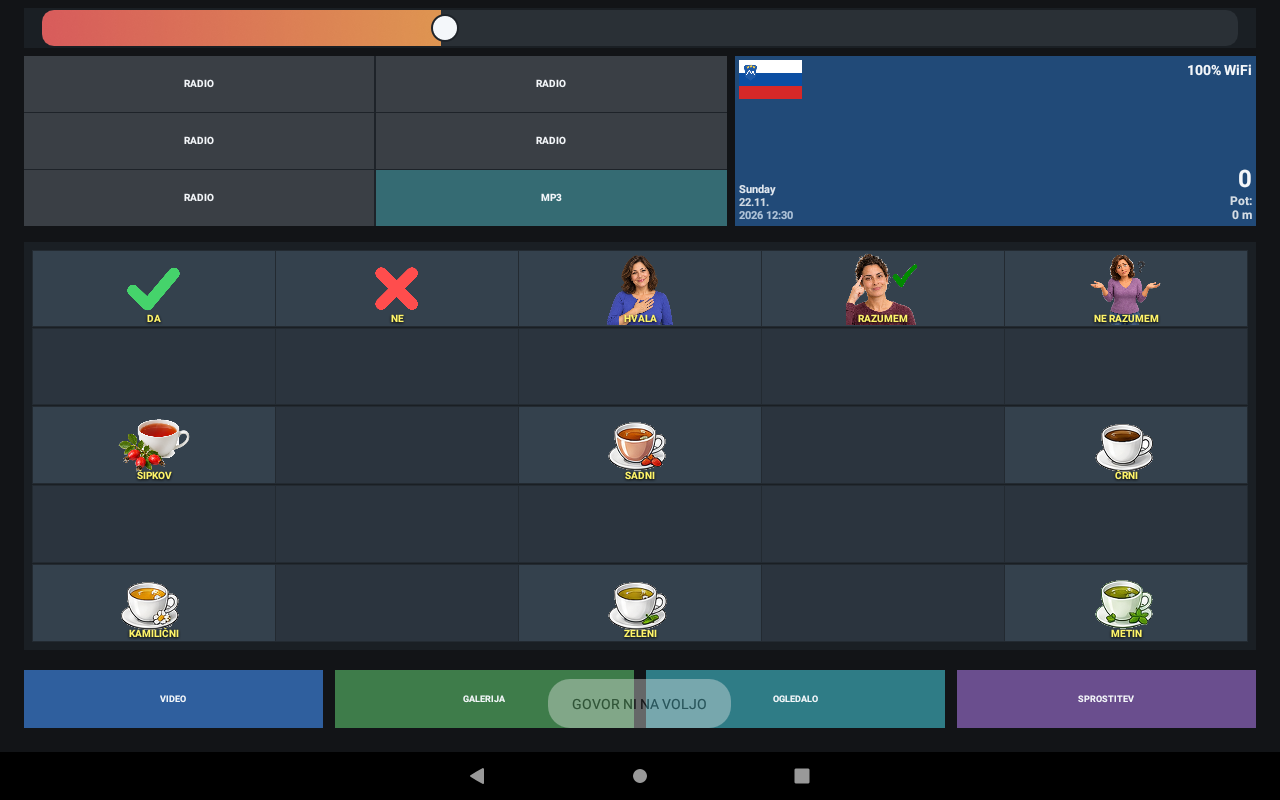 RADIO
RADIO
100% WiFi
RADIO
RADIO
RADIO
MP3
Sunday
22.11.
2026 12:30
0
Pot:
0 m
DA
NE
HVALA
RAZUMEM
NE RAZUMEM
ŠIPKOV
SADNI
ČRNI
KAMILIČNI
ZELENI
METIN
VIDEO
GALERIJA
OGLEDALO
SPROSTITEV
GOVOR NI NA VOLJO